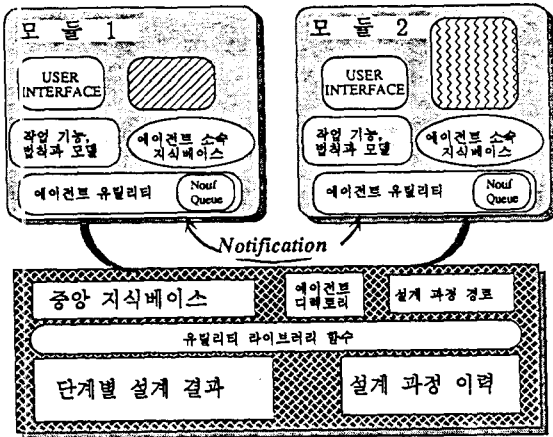 모 듈 1
USER
INTERFACE
작업 기능,
법칙과 모델
에이전트 소속
지식베이스
에이전트 유틸리티
Nouf
Queue
모 듈 2
USER
INTERFACE
작업 기능,
법칙과 모델
에이전트 소속
지식베이스
에이전트 유틸리티
Nouf
Queue
Notification
중앙 지식베이스
에이전트
디렉토리
설계 과정 경로
유틸리티 라이브러리 함수
단계별 설계 결과
설계 과정 이력